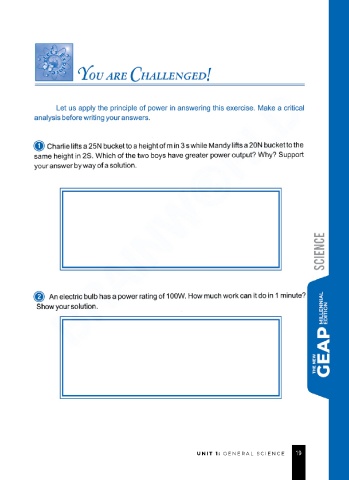 YOU ARE CHALLENGED!
Let us apply the principle of power in answering this exercise. Make a critical
analysis before writing your answers.
1 Charlie lifts a 25N bucket to a height of m in 3 s while Mandy lifts a 20N bucket to the
same height in 2S. Which of the two boys have greater power output? Why? Support
your answer by way of a solution.
2 An electric bulb has a power rating of 100W. How much work can it do in 1 minute?
Show your solution.
SCIENCE
THE NEW
GEAP
MILLENNIAL
EDITION
UNIT 1: GENERAL SCIENCE 19